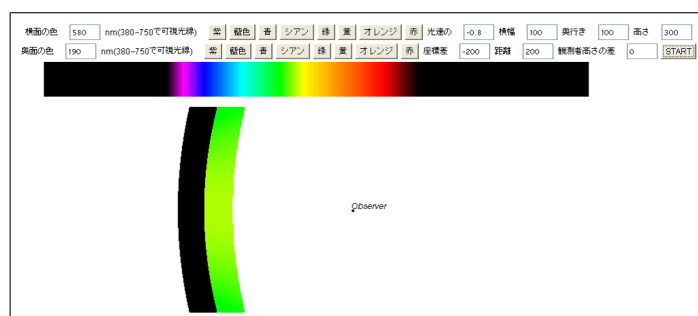 横面の色 580 nm(380~750で可視光線) 紫 藍色 青 シアン 緑 黄 オレンジ 赤 光速の -0.8 横幅 100 奥行き 100 高さ 300
奥面の色 190 nm(380~750で可視光線) 紫 藍色 青 シアン 緑 黄 オレンジ 赤 座標差 -200 距離 200 観測者高さの差 0 START
Observer